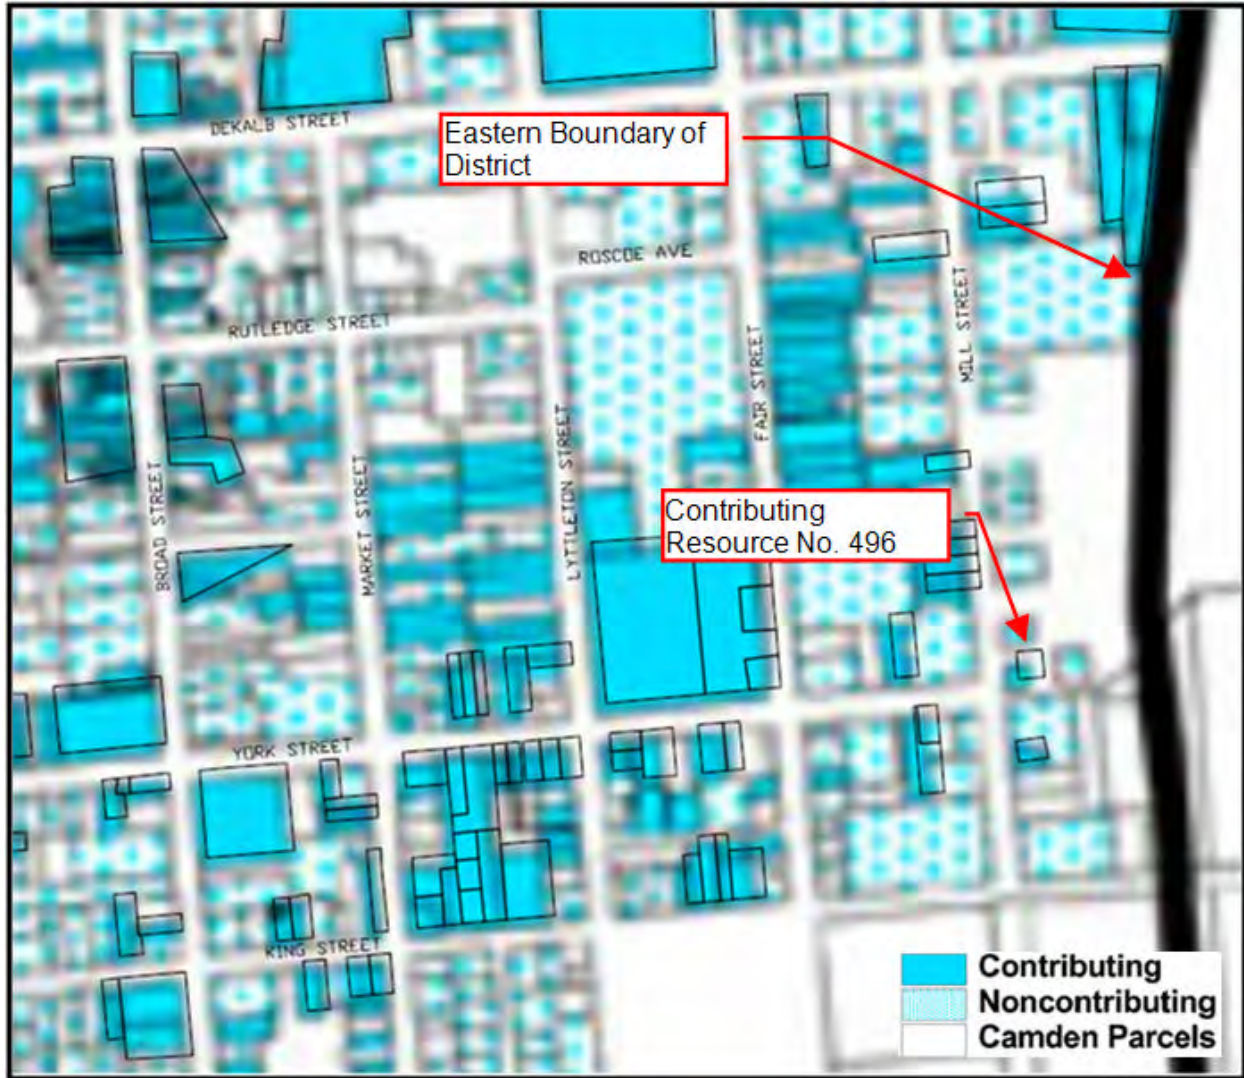 DEKALB STREET
Eastern Boundary of
District
ROSCOE AVE
RUTLEDGE STREET
MILL STREET
FAIR STREET
LYTTLETON STREET
MARKET STREET
BROAD STREET
Contributing
Resource No. 496
YORK STREET
KING STREET
Contributing
Noncontributing
Camden Parcels